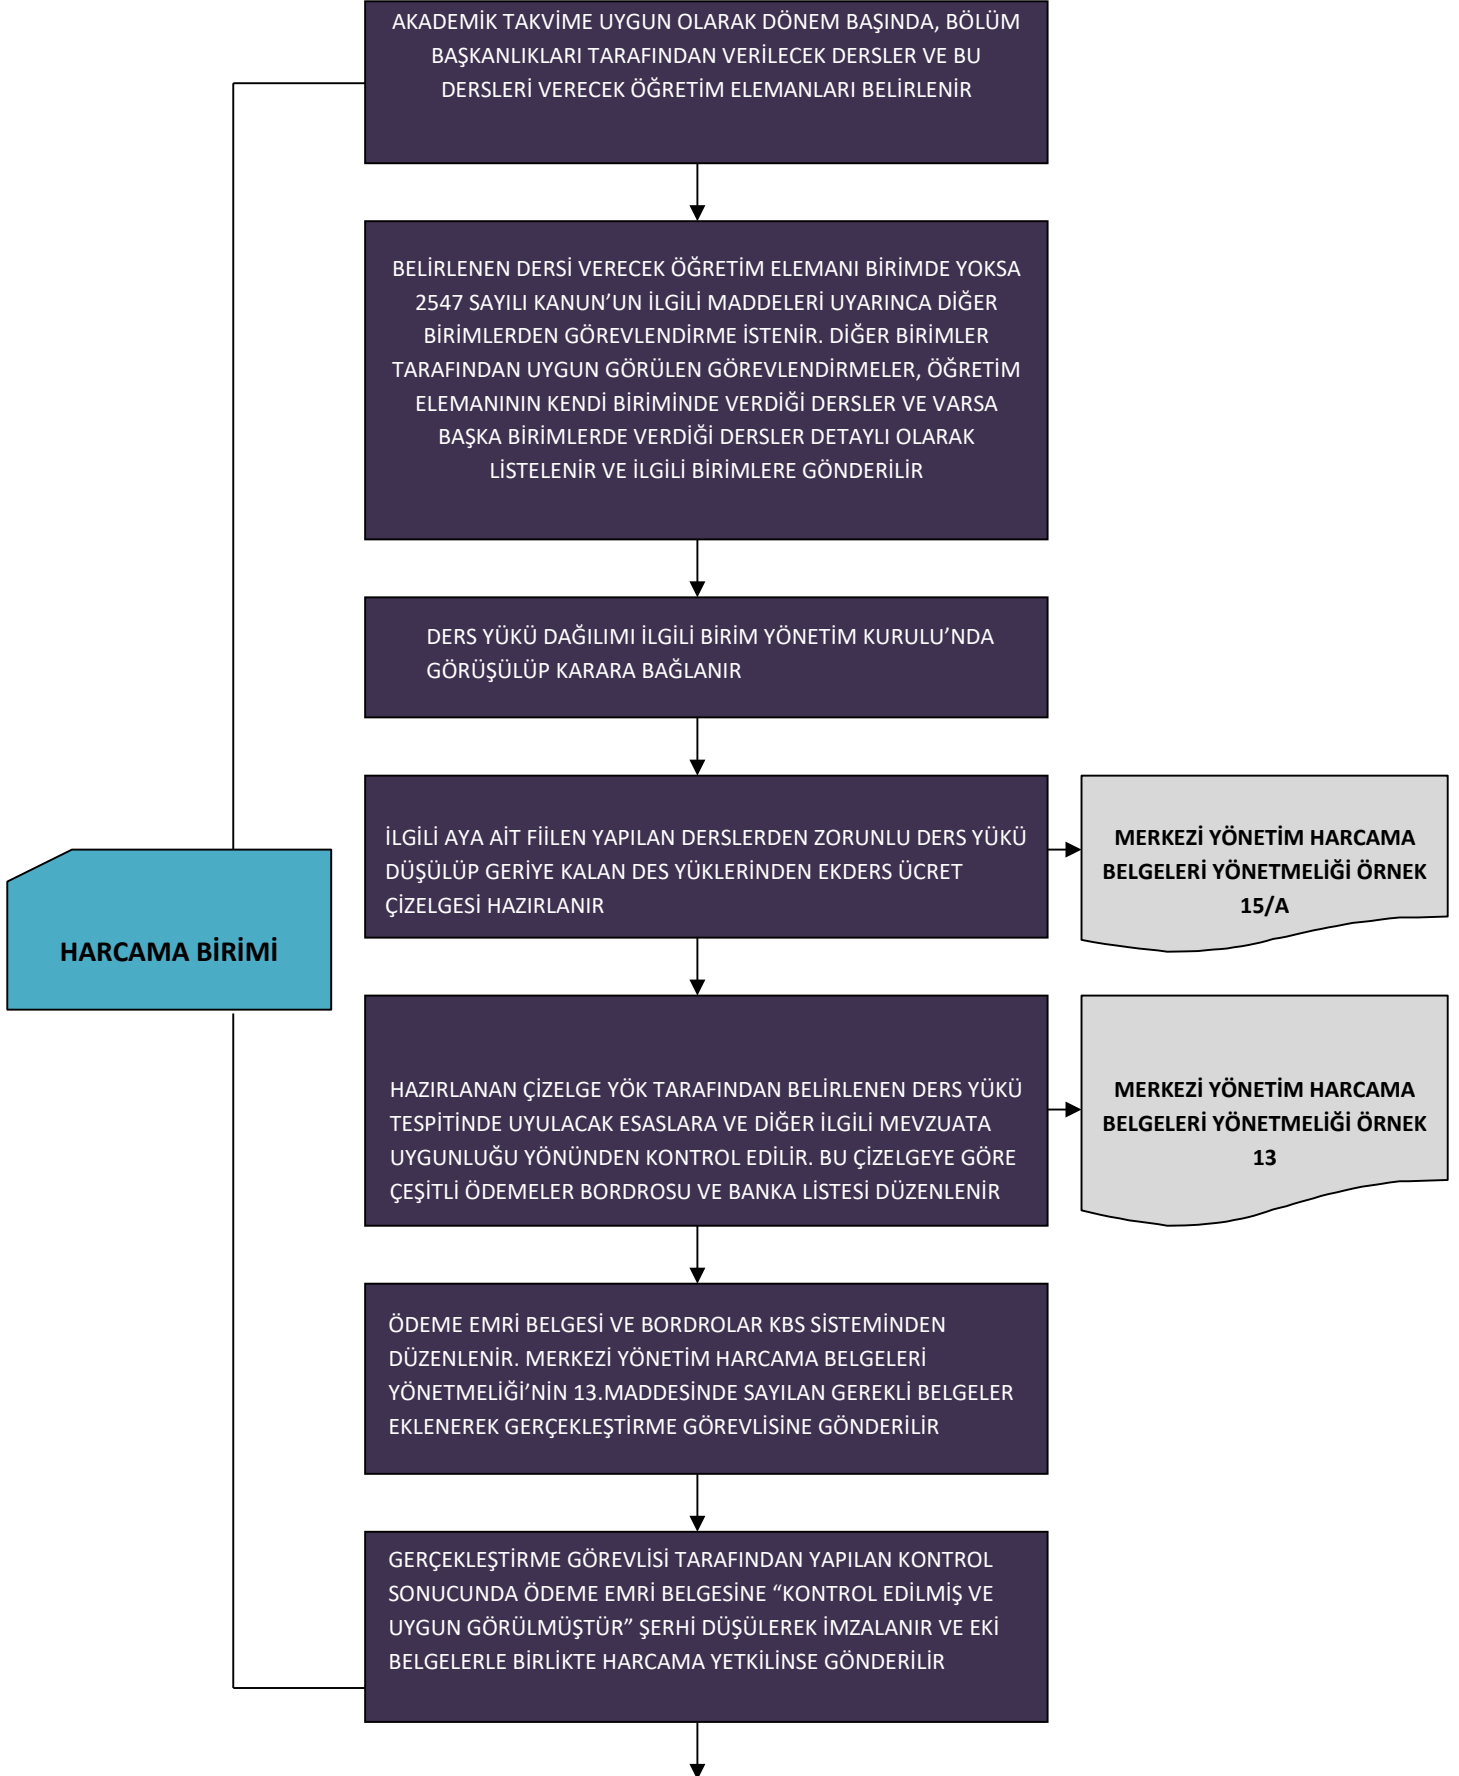 AKADEMİK TAKVİME UYGUN OLARAK DÖNEM BAŞINDA, BÖLÜM
BAŞKANLIKLARI TARAFINDAN VERİLECEK DERSLER VE BU
DERSLERİ VERECEK ÖĞRETİM ELEMANLARI BELİRLENİR
BELİRLENEN DERSİ VERECEK ÖĞRETİM ELEMANI BİRİMDE YOKSA
2547 SAYILI KANUN’UN İLGİLİ MADDELERİ UYARINCA DİĞER
BİRİMLERDEN GÖREVLENDİRME İSTENİR. DİĞER BİRİMLER
TARAFINDAN UYGUN GÖRÜLEN GÖREVLENDİRMELER, ÖĞRETİM
ELEMANININ KENDİ BİRİMİNDE VERDİĞİ DERSLER VE VARSA
BAŞKA BİRİMLERDE VERDİĞİ DERSLER DETAYLI OLARAK
LİSTELENİR VE İLGİLİ BİRİMLERE GÖNDERİLİR
DERS YÜKÜ DAĞILIMI İLGİLİ BİRİM YÖNETİM KURULU’NDA
GÖRÜŞÜLÜP KARARA BAĞLANIR
İLGİLİ AYA AİT FİİLEN YAPILAN DERSLERDEN ZORUNLU DERS YÜKÜ
DÜŞÜLÜP GERİYE KALAN DES YÜKLERİNDEN EKDERS ÜCRET
ÇİZELGESİ HAZIRLANIR
MERKEZİ YÖNETİM HARCAMA
BELGELERİ YÖNETMELİĞİ ÖRNEK
15/A
HARCAMA BİRİMİ
HAZIRLANAN ÇİZELGE YÖK TARAFINDAN BELİRLENEN DERS YÜKÜ
TESPİTİNDE UYULACAK ESASLARA VE DİĞER İLGİLİ MEVZUATA
UYGUNLUĞU YÖNÜNDEN KONTROL EDİLİR. BU ÇİZELGEYE GÖRE
ÇEŞİTLİ ÖDEMELER BORDROSU VE BANKA LİSTESİ DÜZENLENİR
MERKEZİ YÖNETİM HARCAMA
BELGELERİ YÖNETMELİĞİ ÖRNEK
13
ÖDEME EMRİ BELGESİ VE BORDROLAR KBS SİSTEMİNDEN
DÜZENLENİR. MERKEZİ YÖNETİM HARCAMA BELGELERİ
YÖNETMELİĞİ’NİN 13.MADDESİNDE SAYILAN GEREKLİ BELGELER
EKLENEREK GERÇEKLEŞTİRME GÖREVLİSİNE GÖNDERİLİR
GERÇEKLEŞTİRME GÖREVLİSİ TARAFINDAN YAPILAN KONTROL
SONUCUNDA ÖDEME EMRİ BELGESİNE “KONTROL EDİLMİŞ VE
UYGUN GÖRÜLMÜŞTÜR” ŞERHİ DÜŞÜLEREK İMZALANIR VE EKİ
BELGELERLE BİRLİKTE HARCAMA YETKİLİNSE GÖNDERİLİR